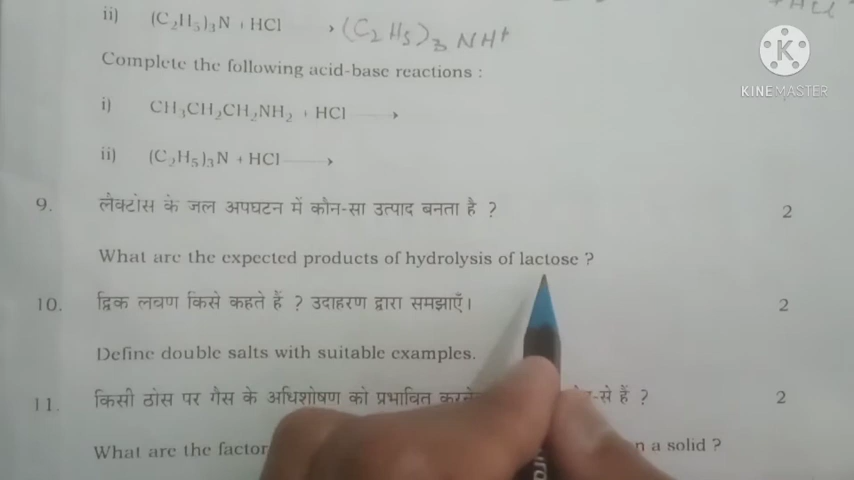 + HCl
ii) (C₂H₅)₃N + HCl → (C₂H₅)₃NH⁺
KINEMASTER
Complete the following acid-base reactions :
i) CH₃CH₂CH₂NH₂ + HCl →
ii) (C₂H₅)₃N + HCl →
9. लैक्टोस के जल अपघटन में कौन-सा उत्पाद बनता है ? 2
What are the expected products of hydrolysis of lactose ?
10. द्विक लवण किसे कहते हैं ? उदाहरण द्वारा समझाएँ। 2
Define double salts with suitable examples.
11. किसी ठोस पर गैस के अधिशोषण को प्रभावित से हैं ? 2
What are the factor n a solid ?